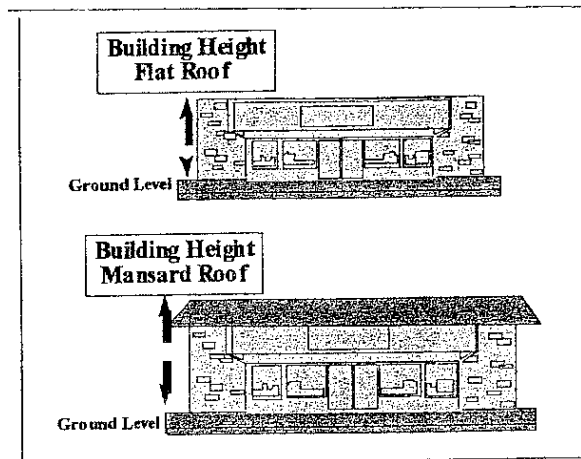 Building Height
Flat Roof
Ground Level
Building Height
Mansard Roof
Ground Level